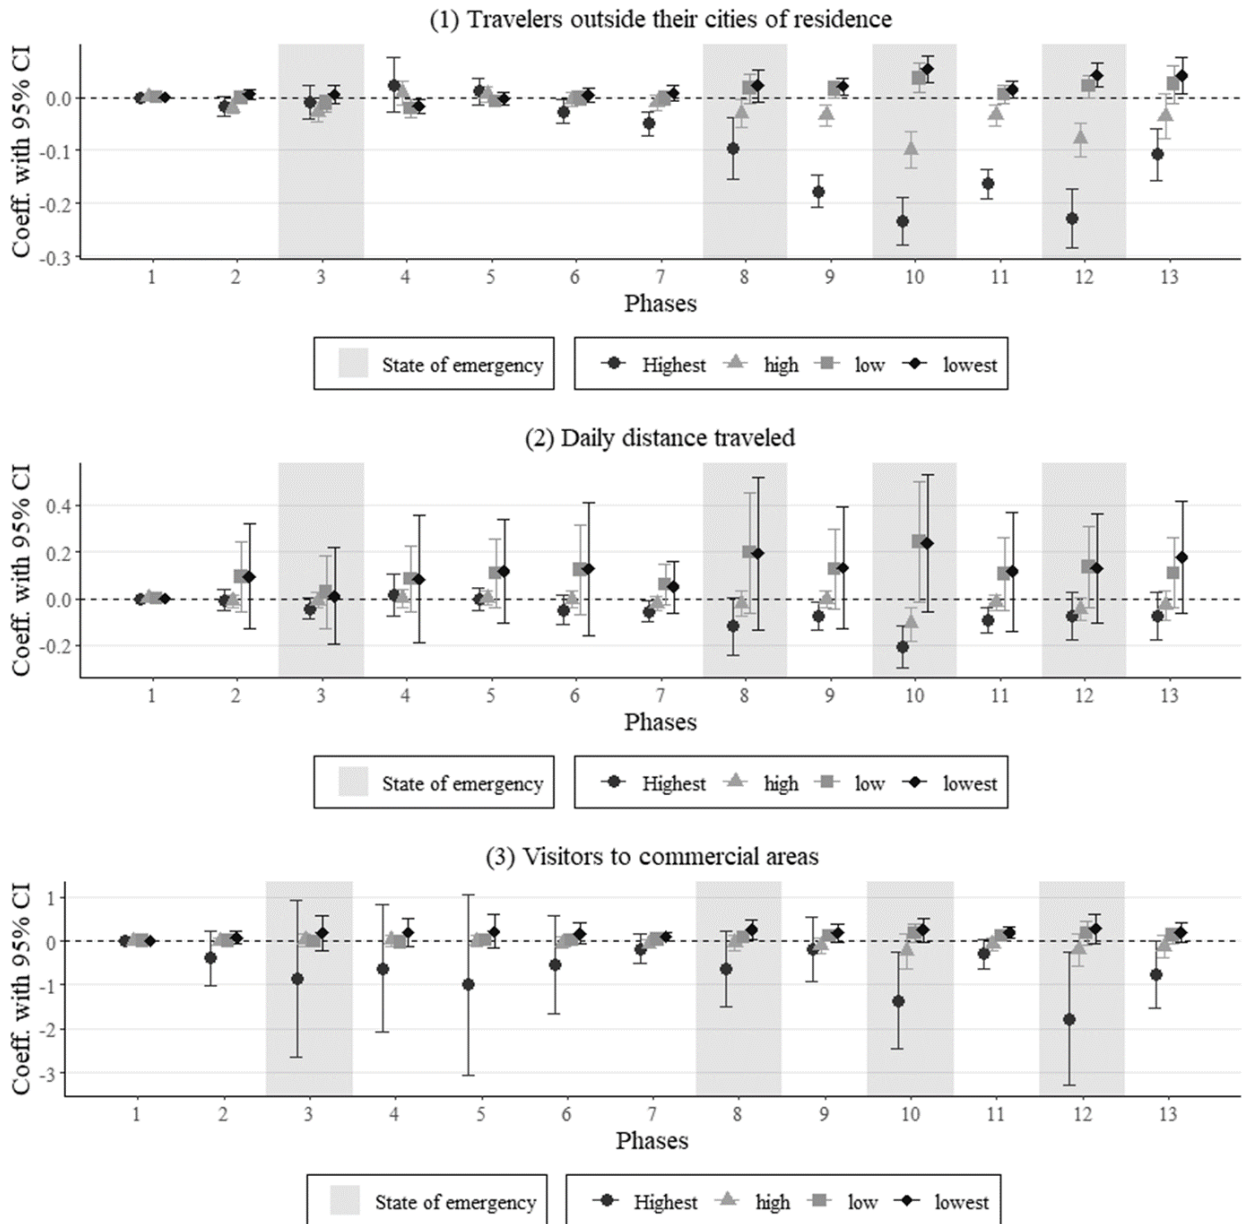 (1) Travelers outside their cities of residence
Coeff. with 95% CI
0.0
-0.1
-0.2
-0.3
1 2 3 4 5 6 7 8 9 10 11 12 13
Phases
State of emergency Highest high low lowest
(2) Daily distance traveled
Coeff. with 95% CI
0.4
0.2
0.0
-0.2
1 2 3 4 5 6 7 8 9 10 11 12 13
Phases
State of emergency Highest high low lowest
(3) Visitors to commercial areas
Coeff. with 95% CI
1
0
-1
-2
-3
1 2 3 4 5 6 7 8 9 10 11 12 13
Phases
State of emergency Highest high low lowest